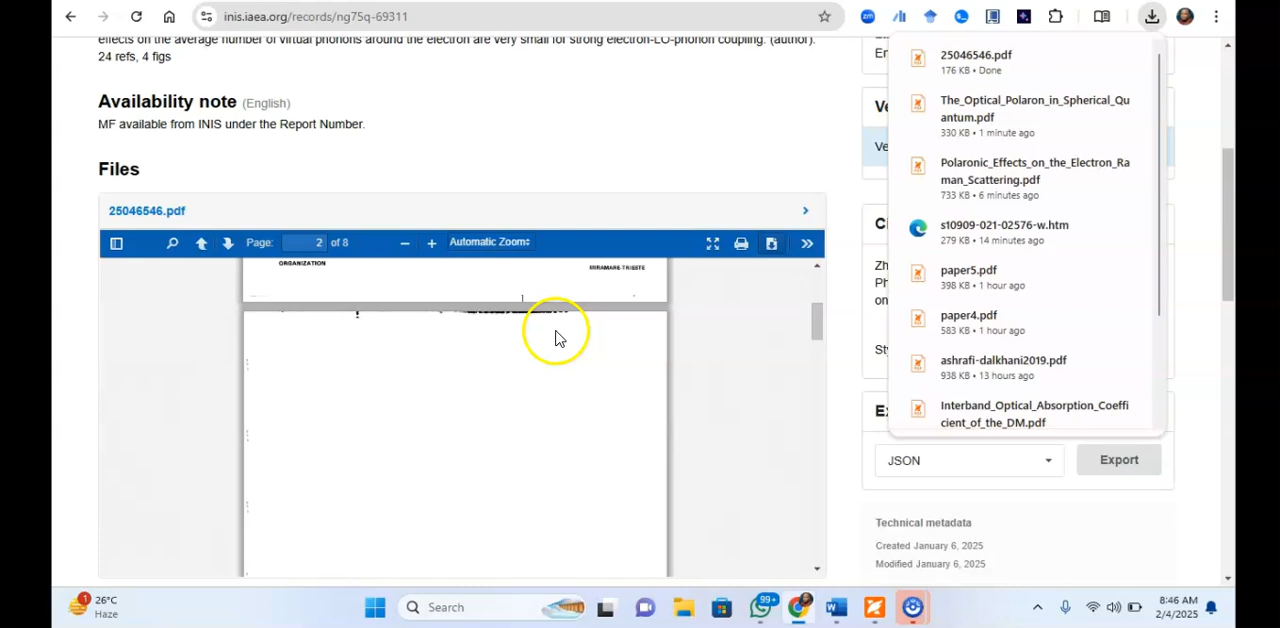 inis.iaea.org/records/ng75q-69311
effects on the average number of virtual phonons around the electron are very small for strong electron-LO-phonon coupling. (author).
24 refs, 4 figs
Availability note (English)
MF available from INIS under the Report Number.
Files
25046546.pdf
Page: 2 of 8
Automatic Zoom
ORGANIZATION
MIRAMARE-TRIESTE
En
Ve
Ve
Ci
Zh
Ph
on
Sty
25046546.pdf
176 KB • Done
The_Optical_Polaron_in_Spherical_Qu
antum.pdf
330 KB • 1 minute ago
Polaronic_Effects_on_the_Electron_Ra
man_Scattering.pdf
733 KB • 6 minutes ago
s10909-021-02576-w.htm
279 KB • 14 minutes ago
paper5.pdf
398 KB • 1 hour ago
paper4.pdf
583 KB • 1 hour ago
ashrafi-dalkhani2019.pdf
938 KB • 13 hours ago
Interband_Optical_Absorption_Coeffi
cient_of_the_DM.pdf
JSON
Export
Technical metadata
Created January 6, 2025
Modified January 6, 2025
1
26°C
Haze
Search
99+
8:46 AM
2/4/2025